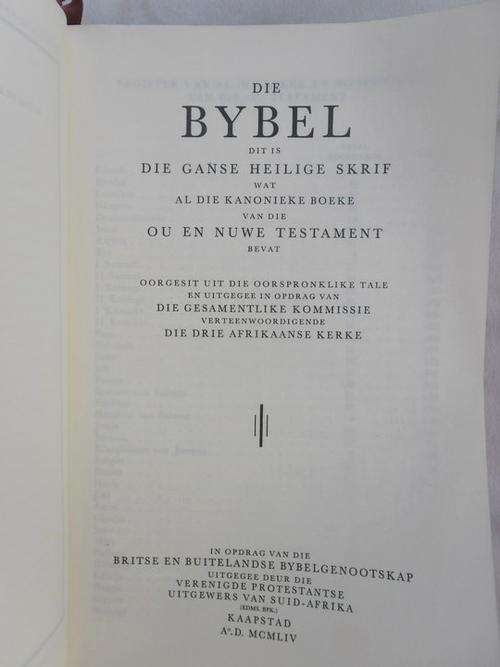 DIE
BYBEL
DIT IS
DIE GANSE HEILIGE SKRIF
WAT
AL DIE KANONIEKE BOEKE
VAN DIE
OU EN NUWE TESTAMENT
BEVAT
OORGESIT UIT DIE OORSPRONKLIKE TALE
EN UITGEGEE IN OPDRAG VAN
DIE GESAMENTLIKE KOMMISSIE
VERTEENWOORDIGENDE
DIE DRIE AFRIKAANSE KERKE
IN OPDRAG VAN DIE
BRITSE EN BUITELANDSE BYBELGENOOTSKAP
UITGEGEE DEUR DIE
VERENIGDE PROTESTANTSE
UITGEWERS VAN SUID-AFRIKA
(EDMS. BPK.)
KAAPSTAD
Aº.D. MCMLIV